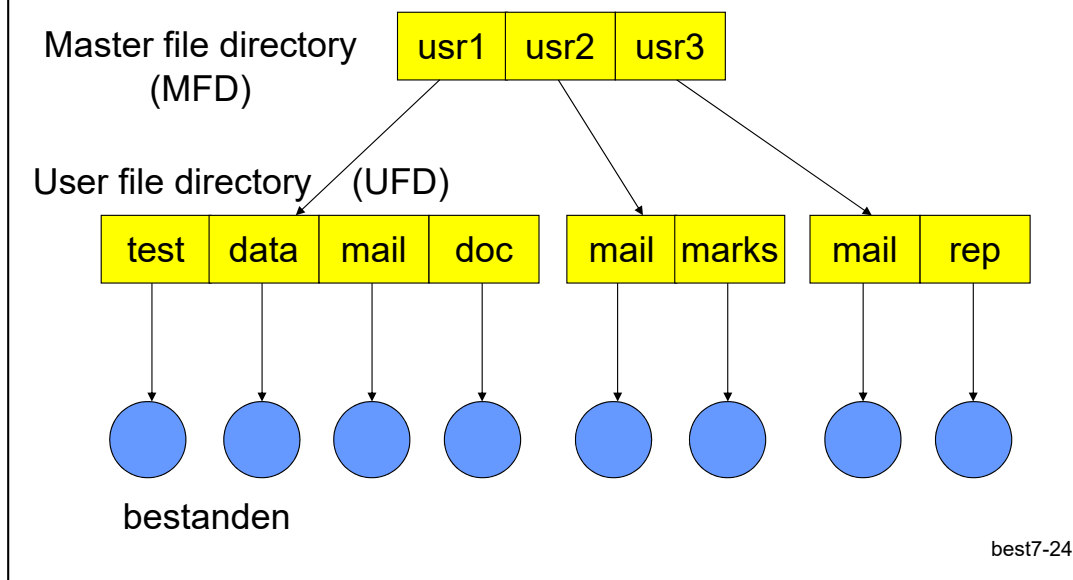 Master file directory
(MFD)
usr1 usr2 usr3
User file directory (UFD)
test data mail doc mail marks mail rep
bestanden
best7-24